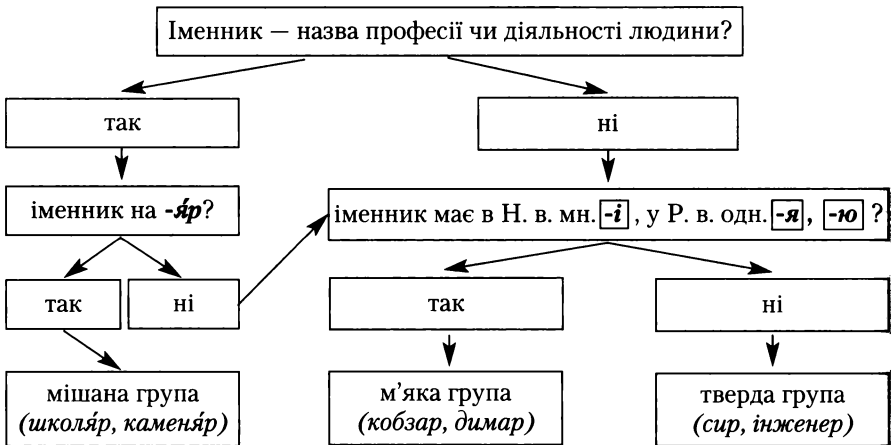 Іменник — назва професії чи діяльності людини?
так
ні
іменник на -я́р?
іменник має в Н. в. мн. -і, у Р. в. одн. -я, -ю ?
так
ні
так
ні
мішана група
(школя́р, каменя́р)
м’яка група
(кобзар, димар)
тверда група
(сир, інженер)